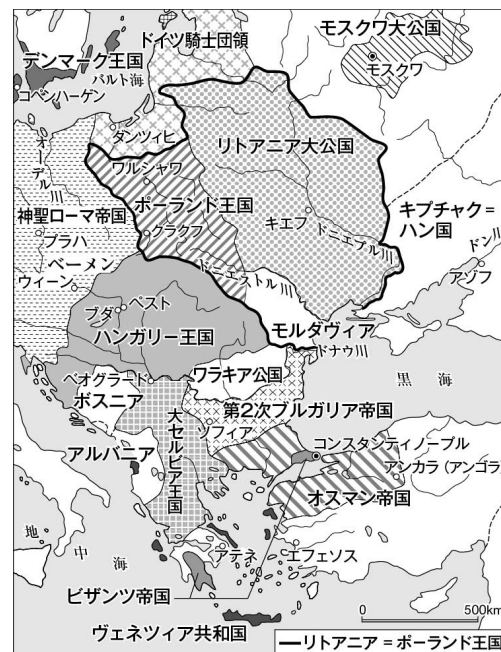 モスクワ大公国
モスクワ
ドイツ騎士団領
デンマーク王国
バルト海
コペンハーゲン
ダンツィヒ
リトアニア大公国
オーデル川
ワルシャワ
ポーランド王国
神聖ローマ帝国
キエフ
ドニエプル川
キプチャク=
ハン国
ドン川
プラハ
クラクフ
ベーメン
ドニエストル川
アゾフ
ウィーン
ペスト
ブダ
ハンガリー王国
モルダヴィア
ドナウ川
ベオグラード
ワラキア公国
黒海
ボスニア
第2次ブルガリア帝国
ソフィア
大セルビア王国
コンスタンティノープル
アルバニア
アンカラ(アンゴラ)
オスマン帝国
地中海
アテネ
エフェソス
ビザンツ帝国
ヴェネツィア共和国
0 500km
リトアニア=ポーランド王国